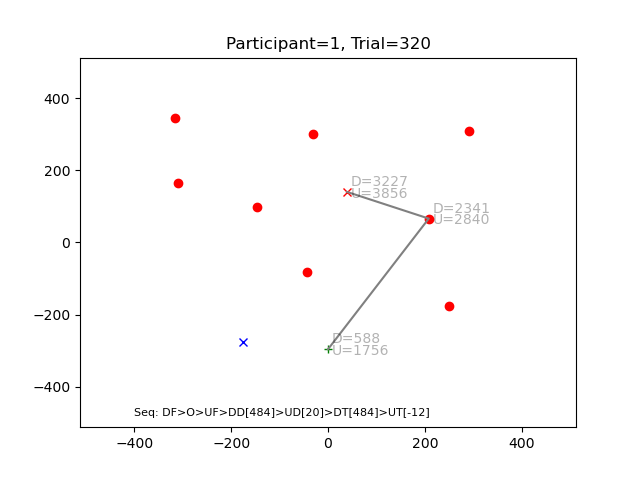 Participant=1, Trial=320
400
200
0
−200
−400
D=3227
U=3856
D=2341
U=2840
D=588
U=1756
Seq: DF>O>UF>DD[484]>UD[20]>DT[484]>UT[-12]
−400 −200 0 200 400